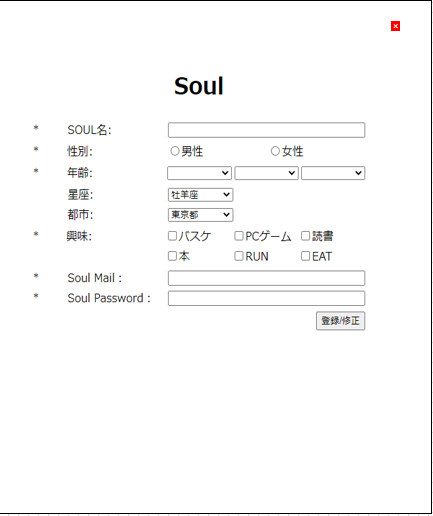 ×
Soul
* SOUL名:
* 性別: 男性 女性
* 年齢:
星座: 牡羊座
都市: 東京都
* 興味: バスケ PCゲーム 読書
本 RUN EAT
* Soul Mail :
* Soul Password :
登録/修正